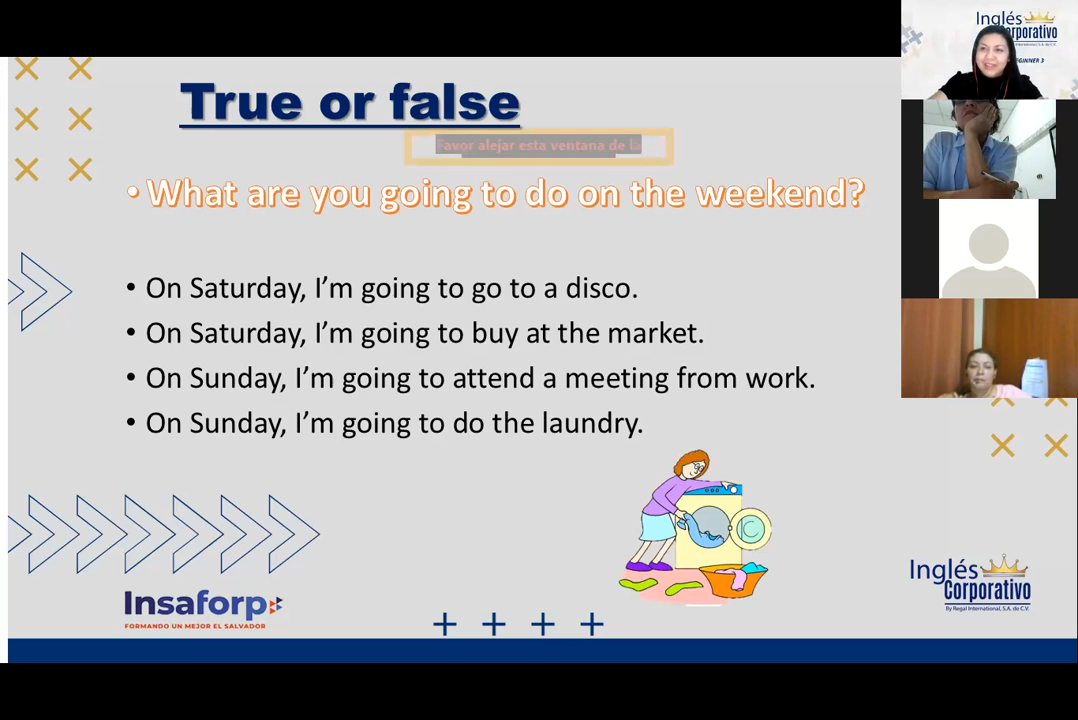 True or false
Favor alejar esta ventana de la
• What are you going to do on the weekend?
• On Saturday, I’m going to go to a disco.
• On Saturday, I’m going to buy at the market.
• On Sunday, I’m going to attend a meeting from work.
• On Sunday, I’m going to do the laundry.
Insaforp
FORMANDO UN MEJOR EL SALVADOR
Inglés
Corporativo
By Regal International, S.A. de C.V.
Inglés
Corporativo